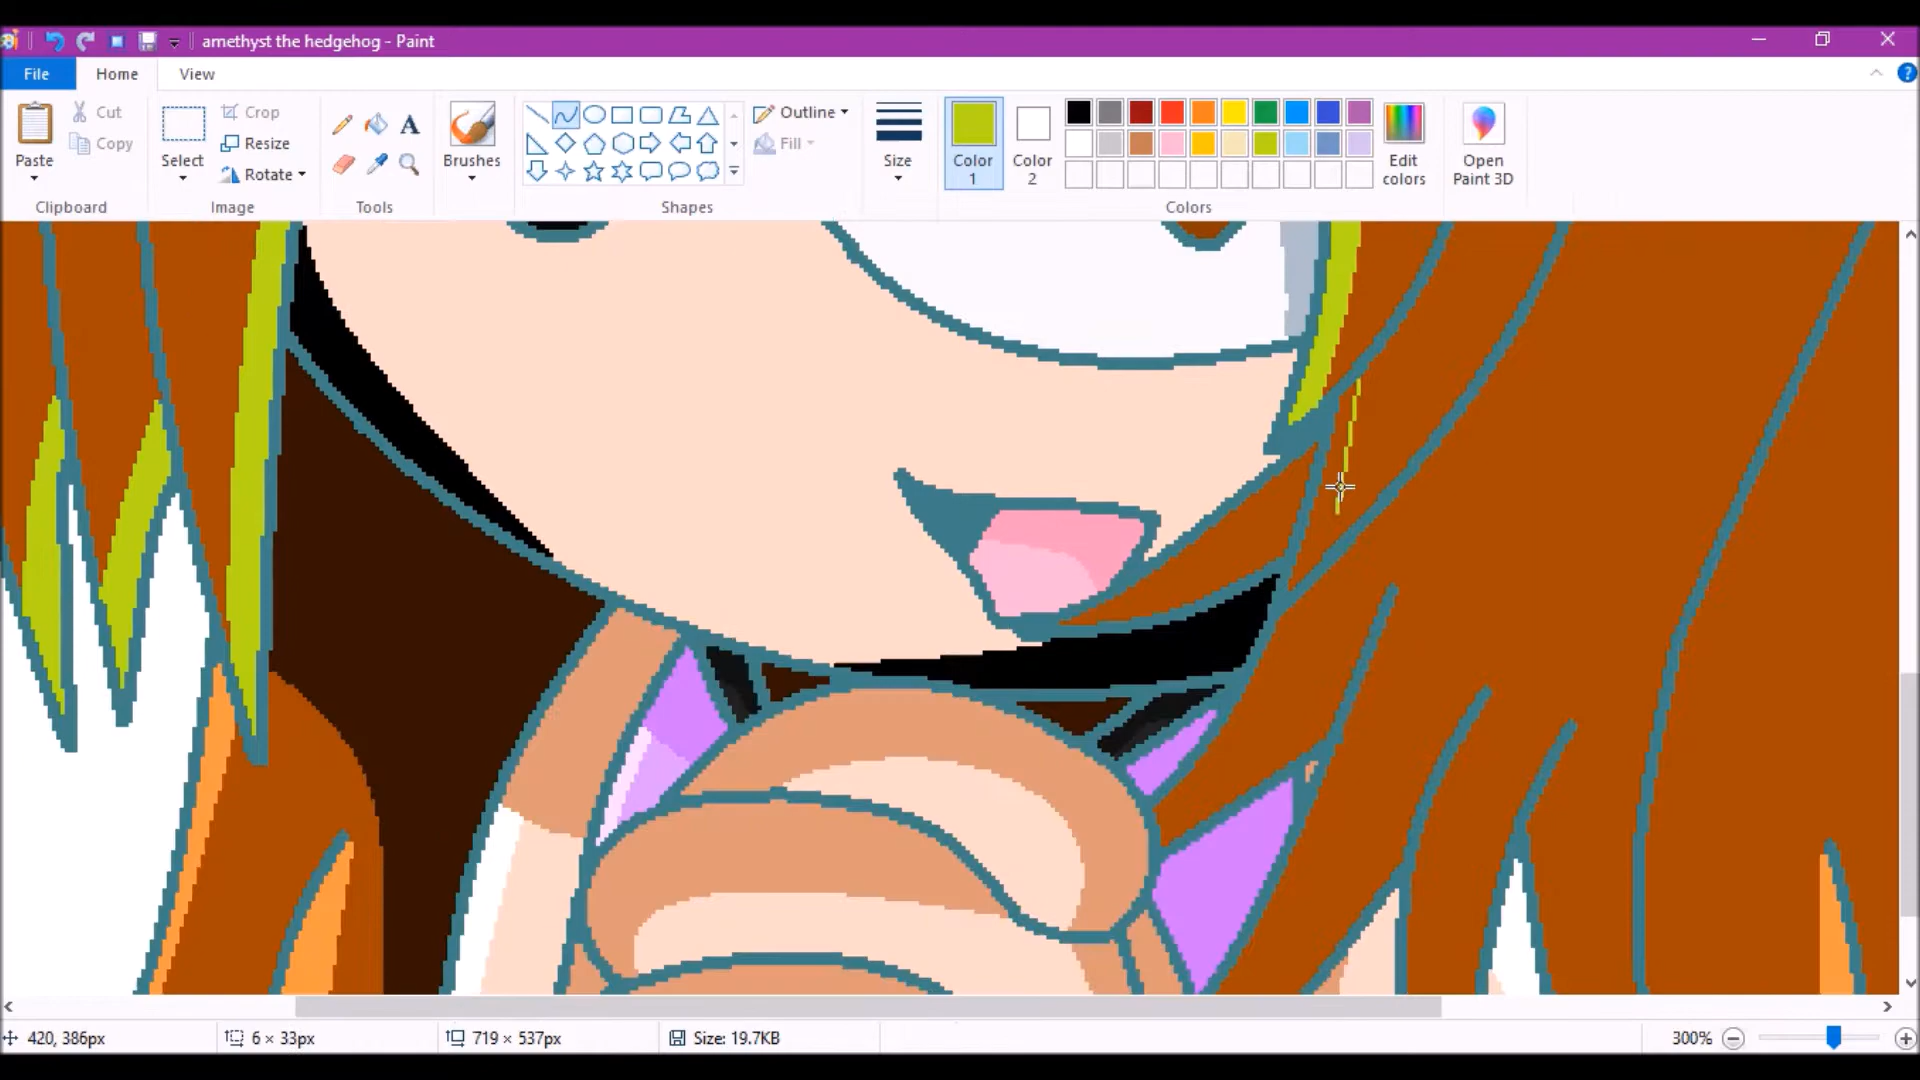 amethyst the hedgehog - Paint
File Home View
Paste
Cut
Copy
Clipboard
Select
Crop
Resize
Rotate
Image
A
Tools
Brushes
Outline
Fill
Shapes
Size
Color
1
Color
2
Colors
Edit
colors
Open
Paint 3D
?
420, 386px
6 × 33px
719 × 537px
Size: 19.7KB
300%